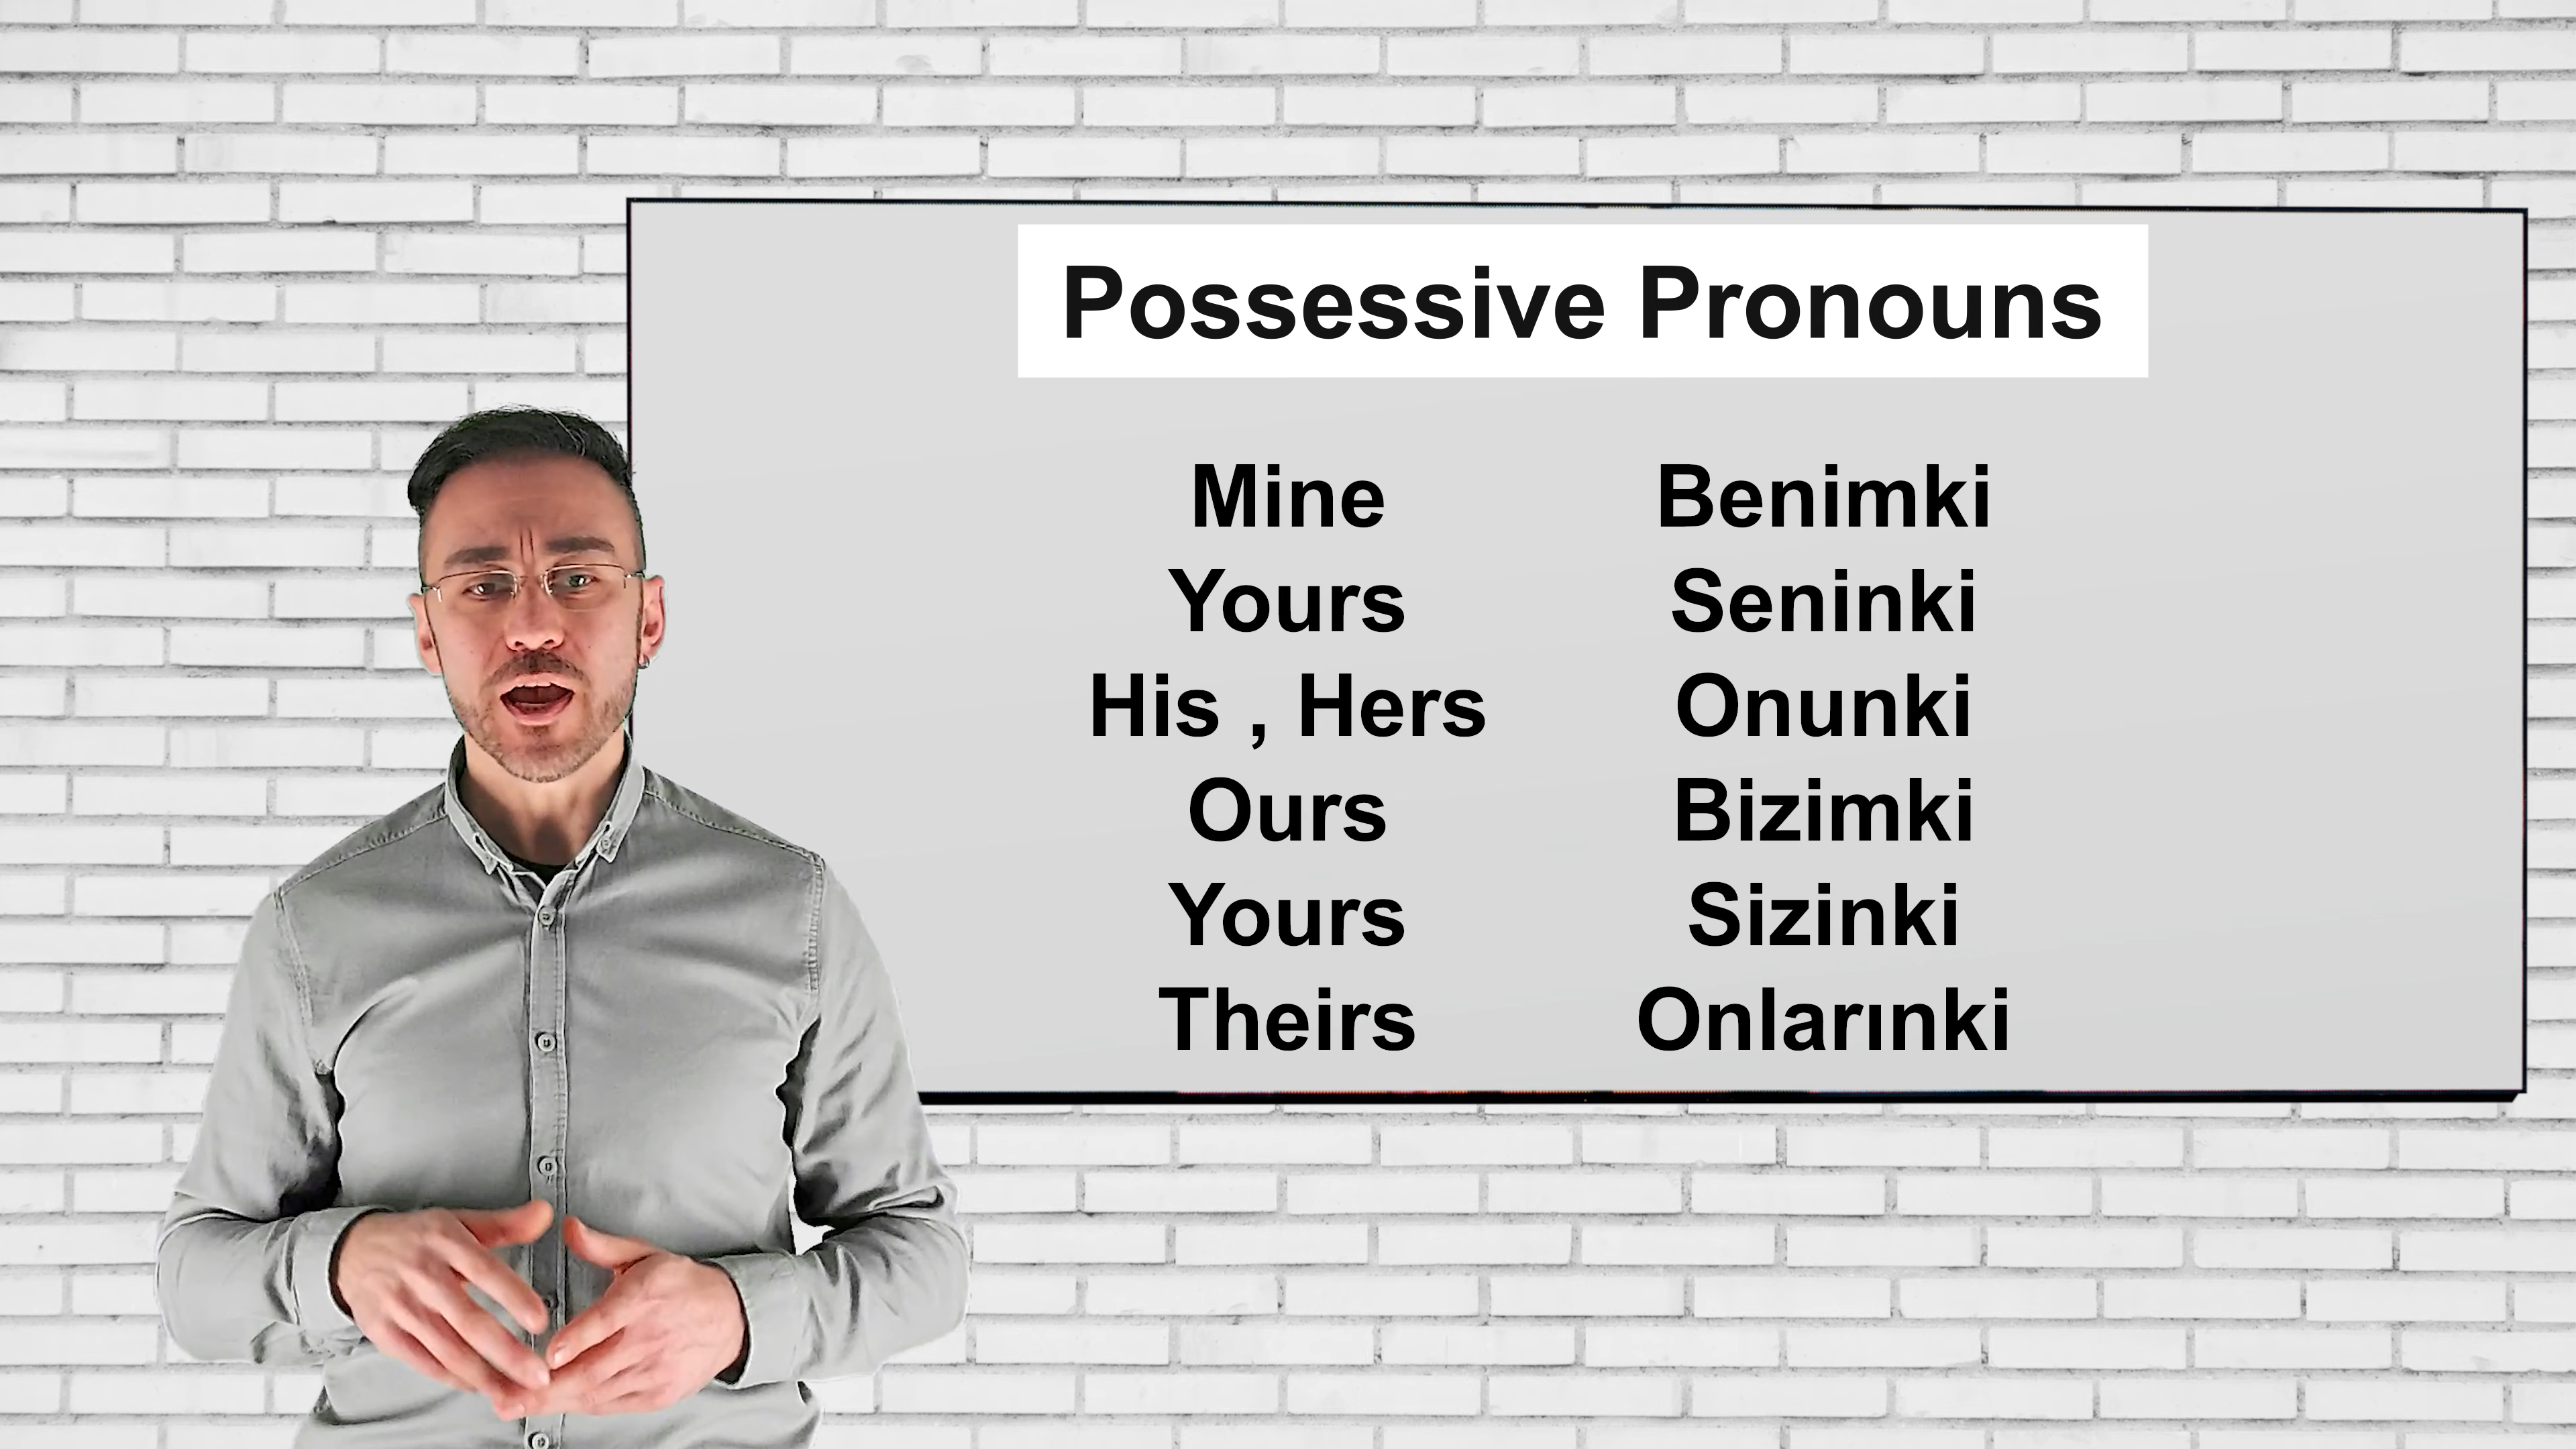 Possessive Pronouns
Mine Benimki
Yours Seninki
His , Hers Onunki
Ours Bizimki
Yours Sizinki
Theirs Onlarınki